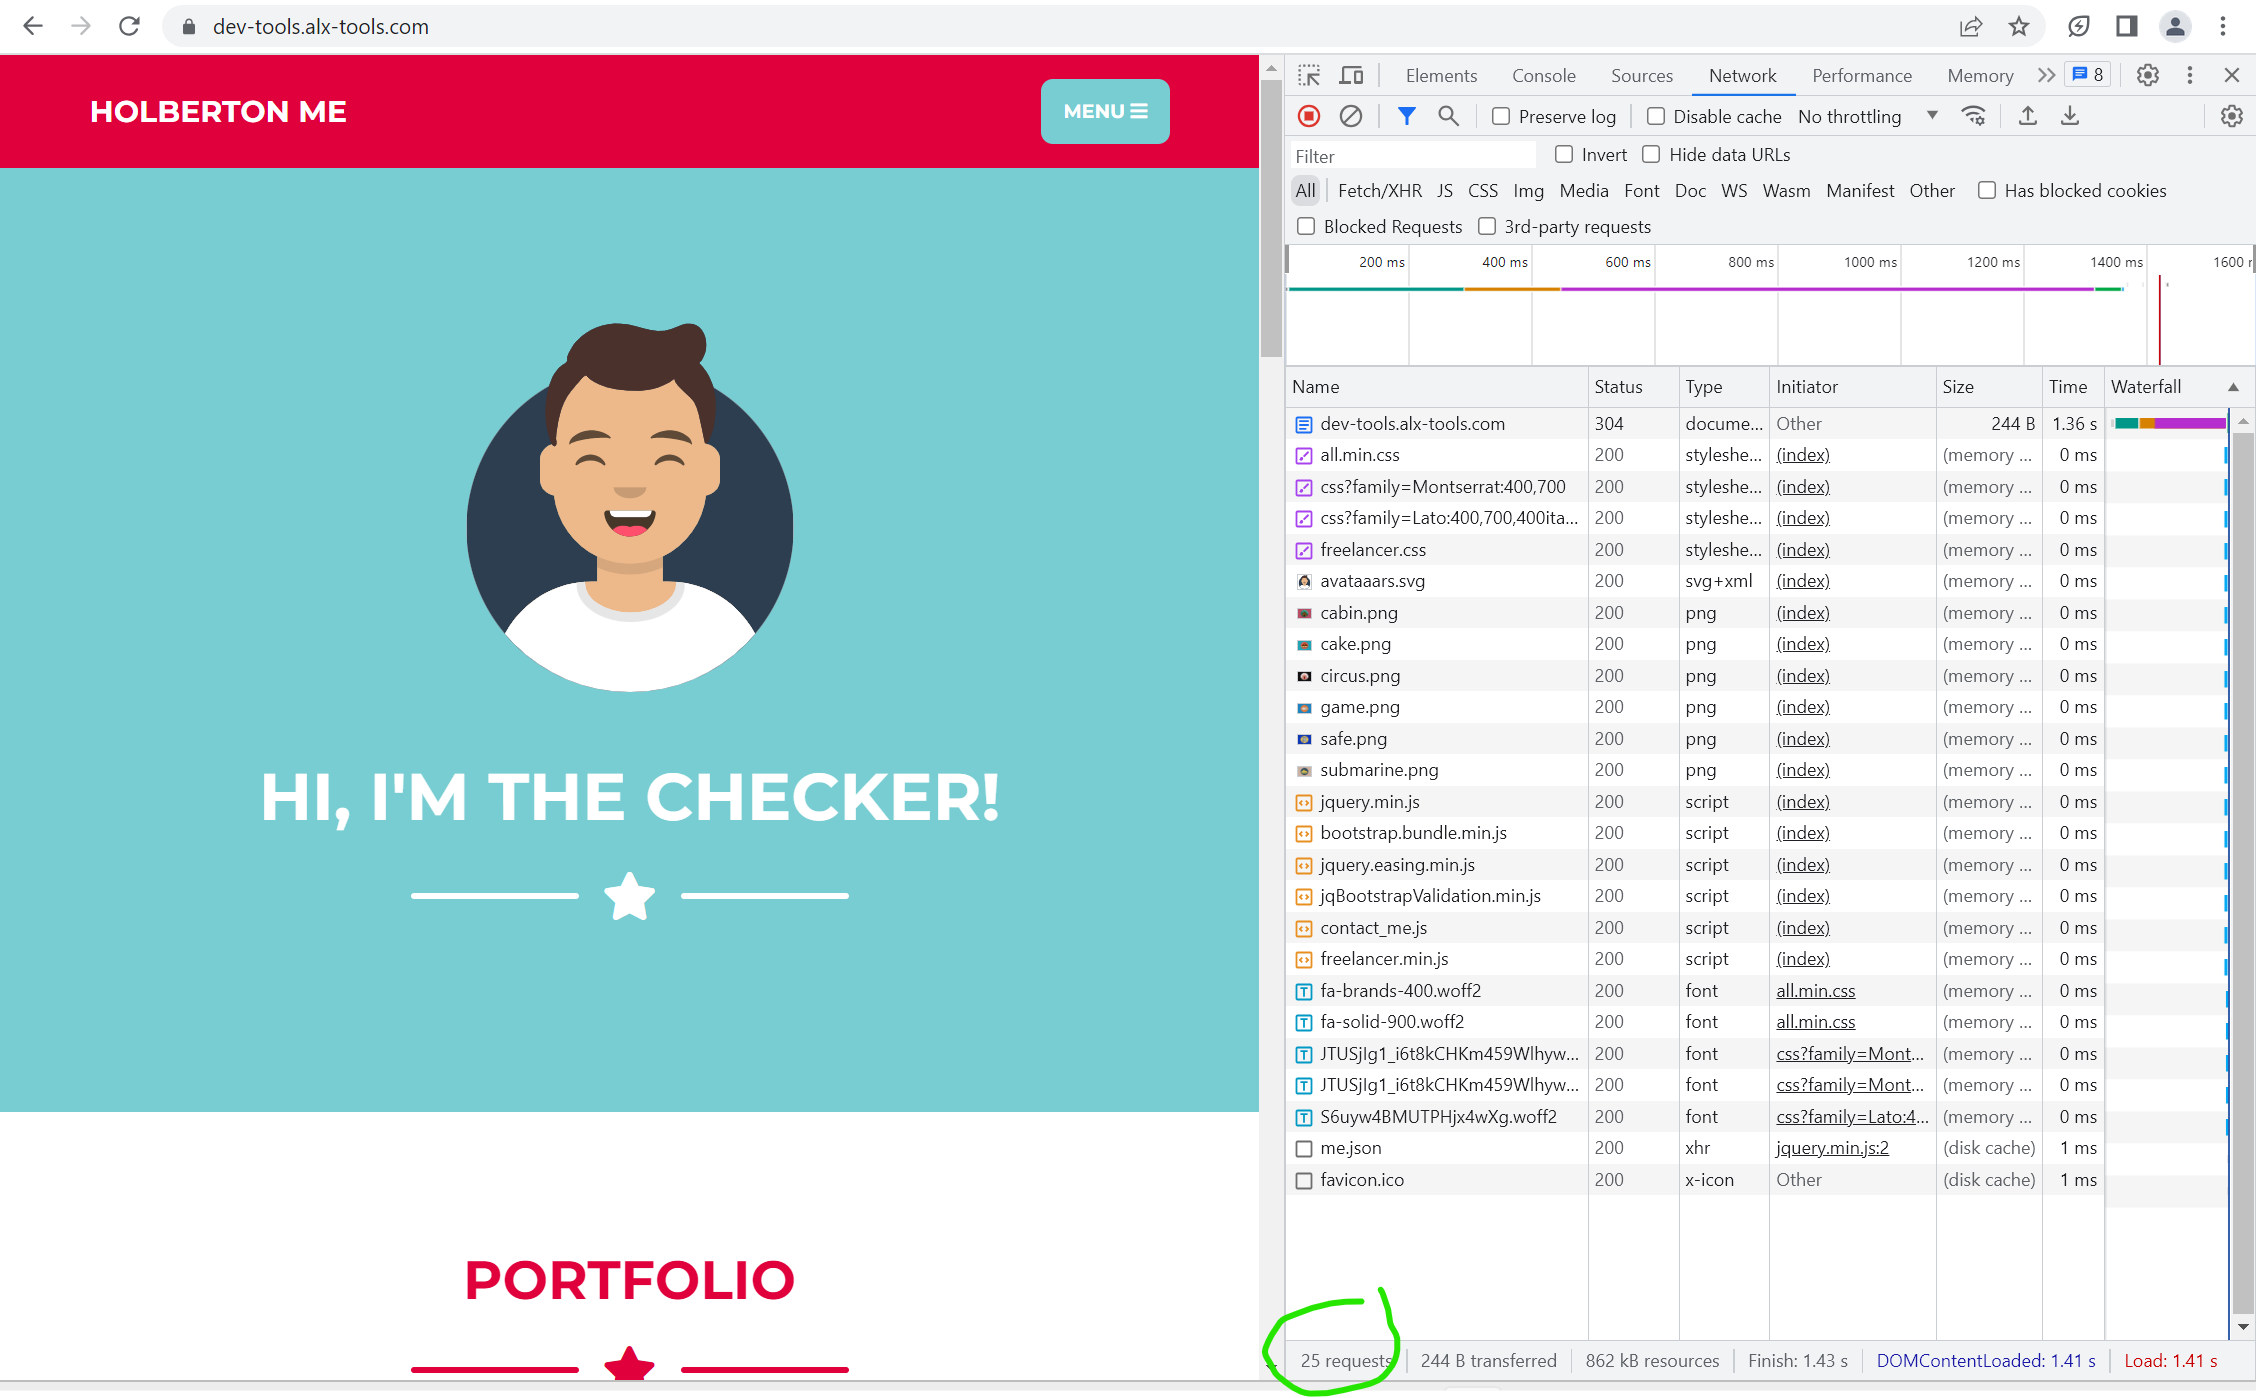 dev-tools.alx-tools.com
HOLBERTON ME
MENU
HI, I'M THE CHECKER!
PORTFOLIO
Elements Console Sources Network Performance Memory 8
Preserve log Disable cache No throttling
Filter Invert Hide data URLs
All Fetch/XHR JS CSS Img Media Font Doc WS Wasm Manifest Other Has blocked cookies
Blocked Requests 3rd-party requests
200 ms 400 ms 600 ms 800 ms 1000 ms 1200 ms 1400 ms 1600 r
Name Status Type Initiator Size Time Waterfall
dev-tools.alx-tools.com 304 docume... Other 244 B 1.36 s
all.min.css 200 styleshe... (index) (memory ... 0 ms
css?family=Montserrat:400,700 200 styleshe... (index) (memory ... 0 ms
css?family=Lato:400,700,400ita... 200 styleshe... (index) (memory ... 0 ms
freelancer.css 200 styleshe... (index) (memory ... 0 ms
avataaars.svg 200 svg+xml (index) (memory ... 0 ms
cabin.png 200 png (index) (memory ... 0 ms
cake.png 200 png (index) (memory ... 0 ms
circus.png 200 png (index) (memory ... 0 ms
game.png 200 png (index) (memory ... 0 ms
safe.png 200 png (index) (memory ... 0 ms
submarine.png 200 png (index) (memory ... 0 ms
jquery.min.js 200 script (index) (memory ... 0 ms
bootstrap.bundle.min.js 200 script (index) (memory ... 0 ms
jquery.easing.min.js 200 script (index) (memory ... 0 ms
jqBootstrapValidation.min.js 200 script (index) (memory ... 0 ms
contact_me.js 200 script (index) (memory ... 0 ms
freelancer.min.js 200 script (index) (memory ... 0 ms
fa-brands-400.woff2 200 font all.min.css (memory ... 0 ms
fa-solid-900.woff2 200 font all.min.css (memory ... 0 ms
JTUSjIg1_i6t8kCHKm459Wlhyw... 200 font css?family=Mont... (memory ... 0 ms
JTUSjIg1_i6t8kCHKm459Wlhyw... 200 font css?family=Mont... (memory ... 0 ms
S6uyw4BMUTPHjx4wXg.woff2 200 font css?family=Lato:4... (memory ... 0 ms
me.json 200 xhr jquery.min.js:2 (disk cache) 1 ms
favicon.ico 200 x-icon Other (disk cache) 1 ms
25 requests 244 B transferred 862 kB resources Finish: 1.43 s DOMContentLoaded: 1.41 s Load: 1.41 s